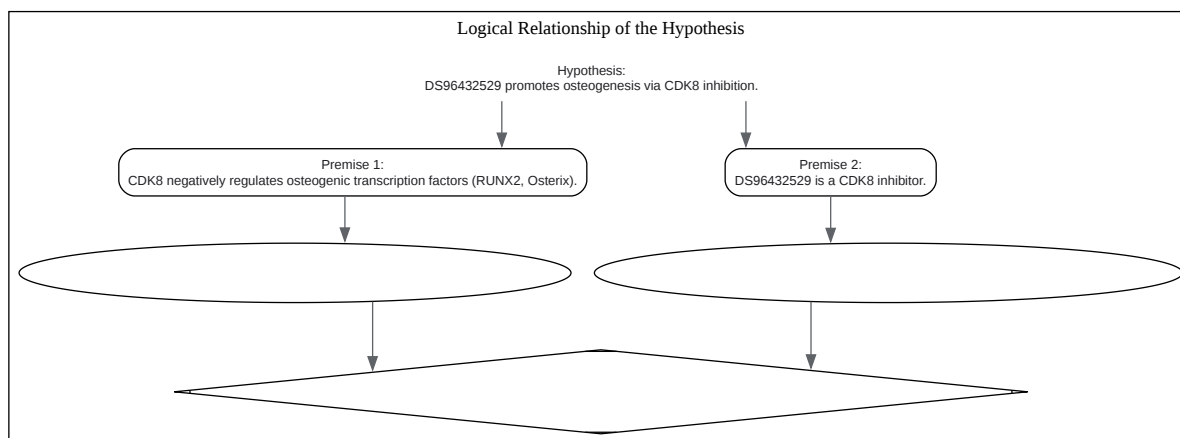 Logical Relationship of the Hypothesis
Hypothesis:
DS96432529 promotes osteogenesis via CDK8 inhibition.
Premise 1:
CDK8 negatively regulates osteogenic transcription factors (RUNX2, Osterix).
Premise 2:
DS96432529 is a CDK8 inhibitor.